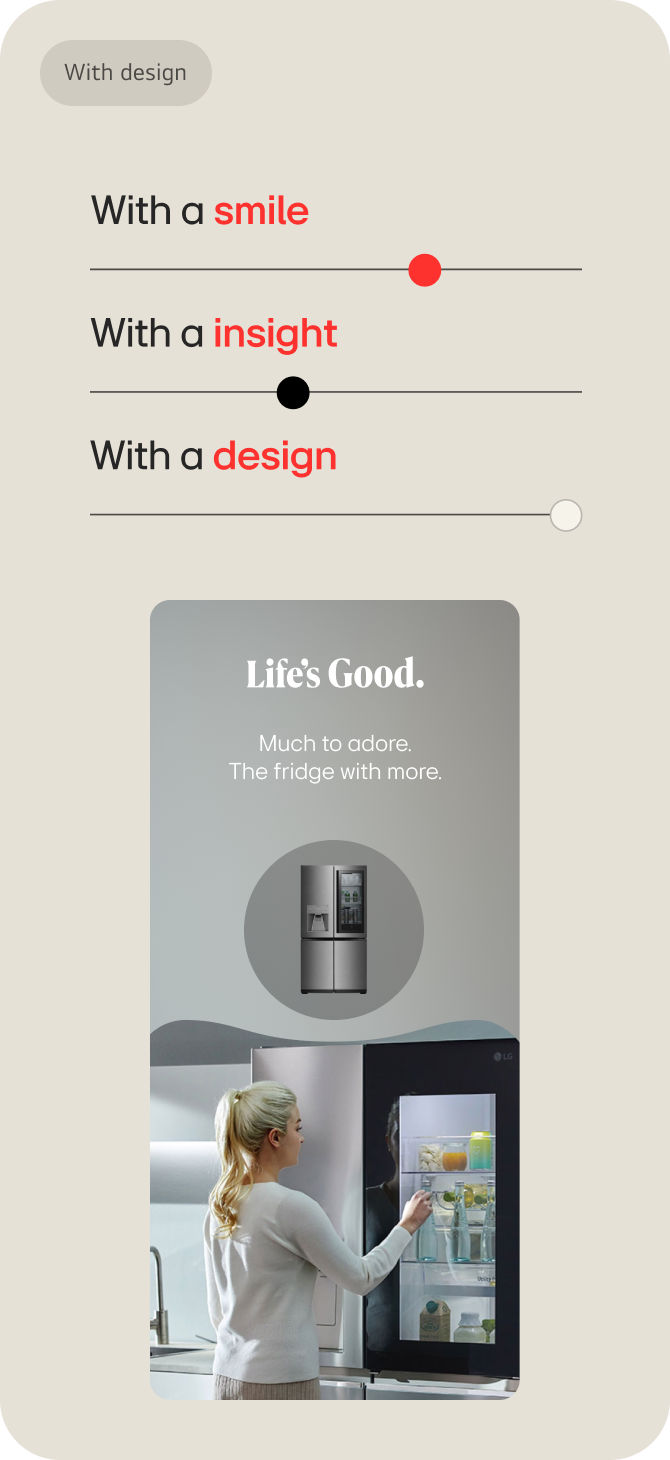 With design
With a smile
With a insight
With a design
Life's Good.
Much to adore.
The fridge with more.
LG